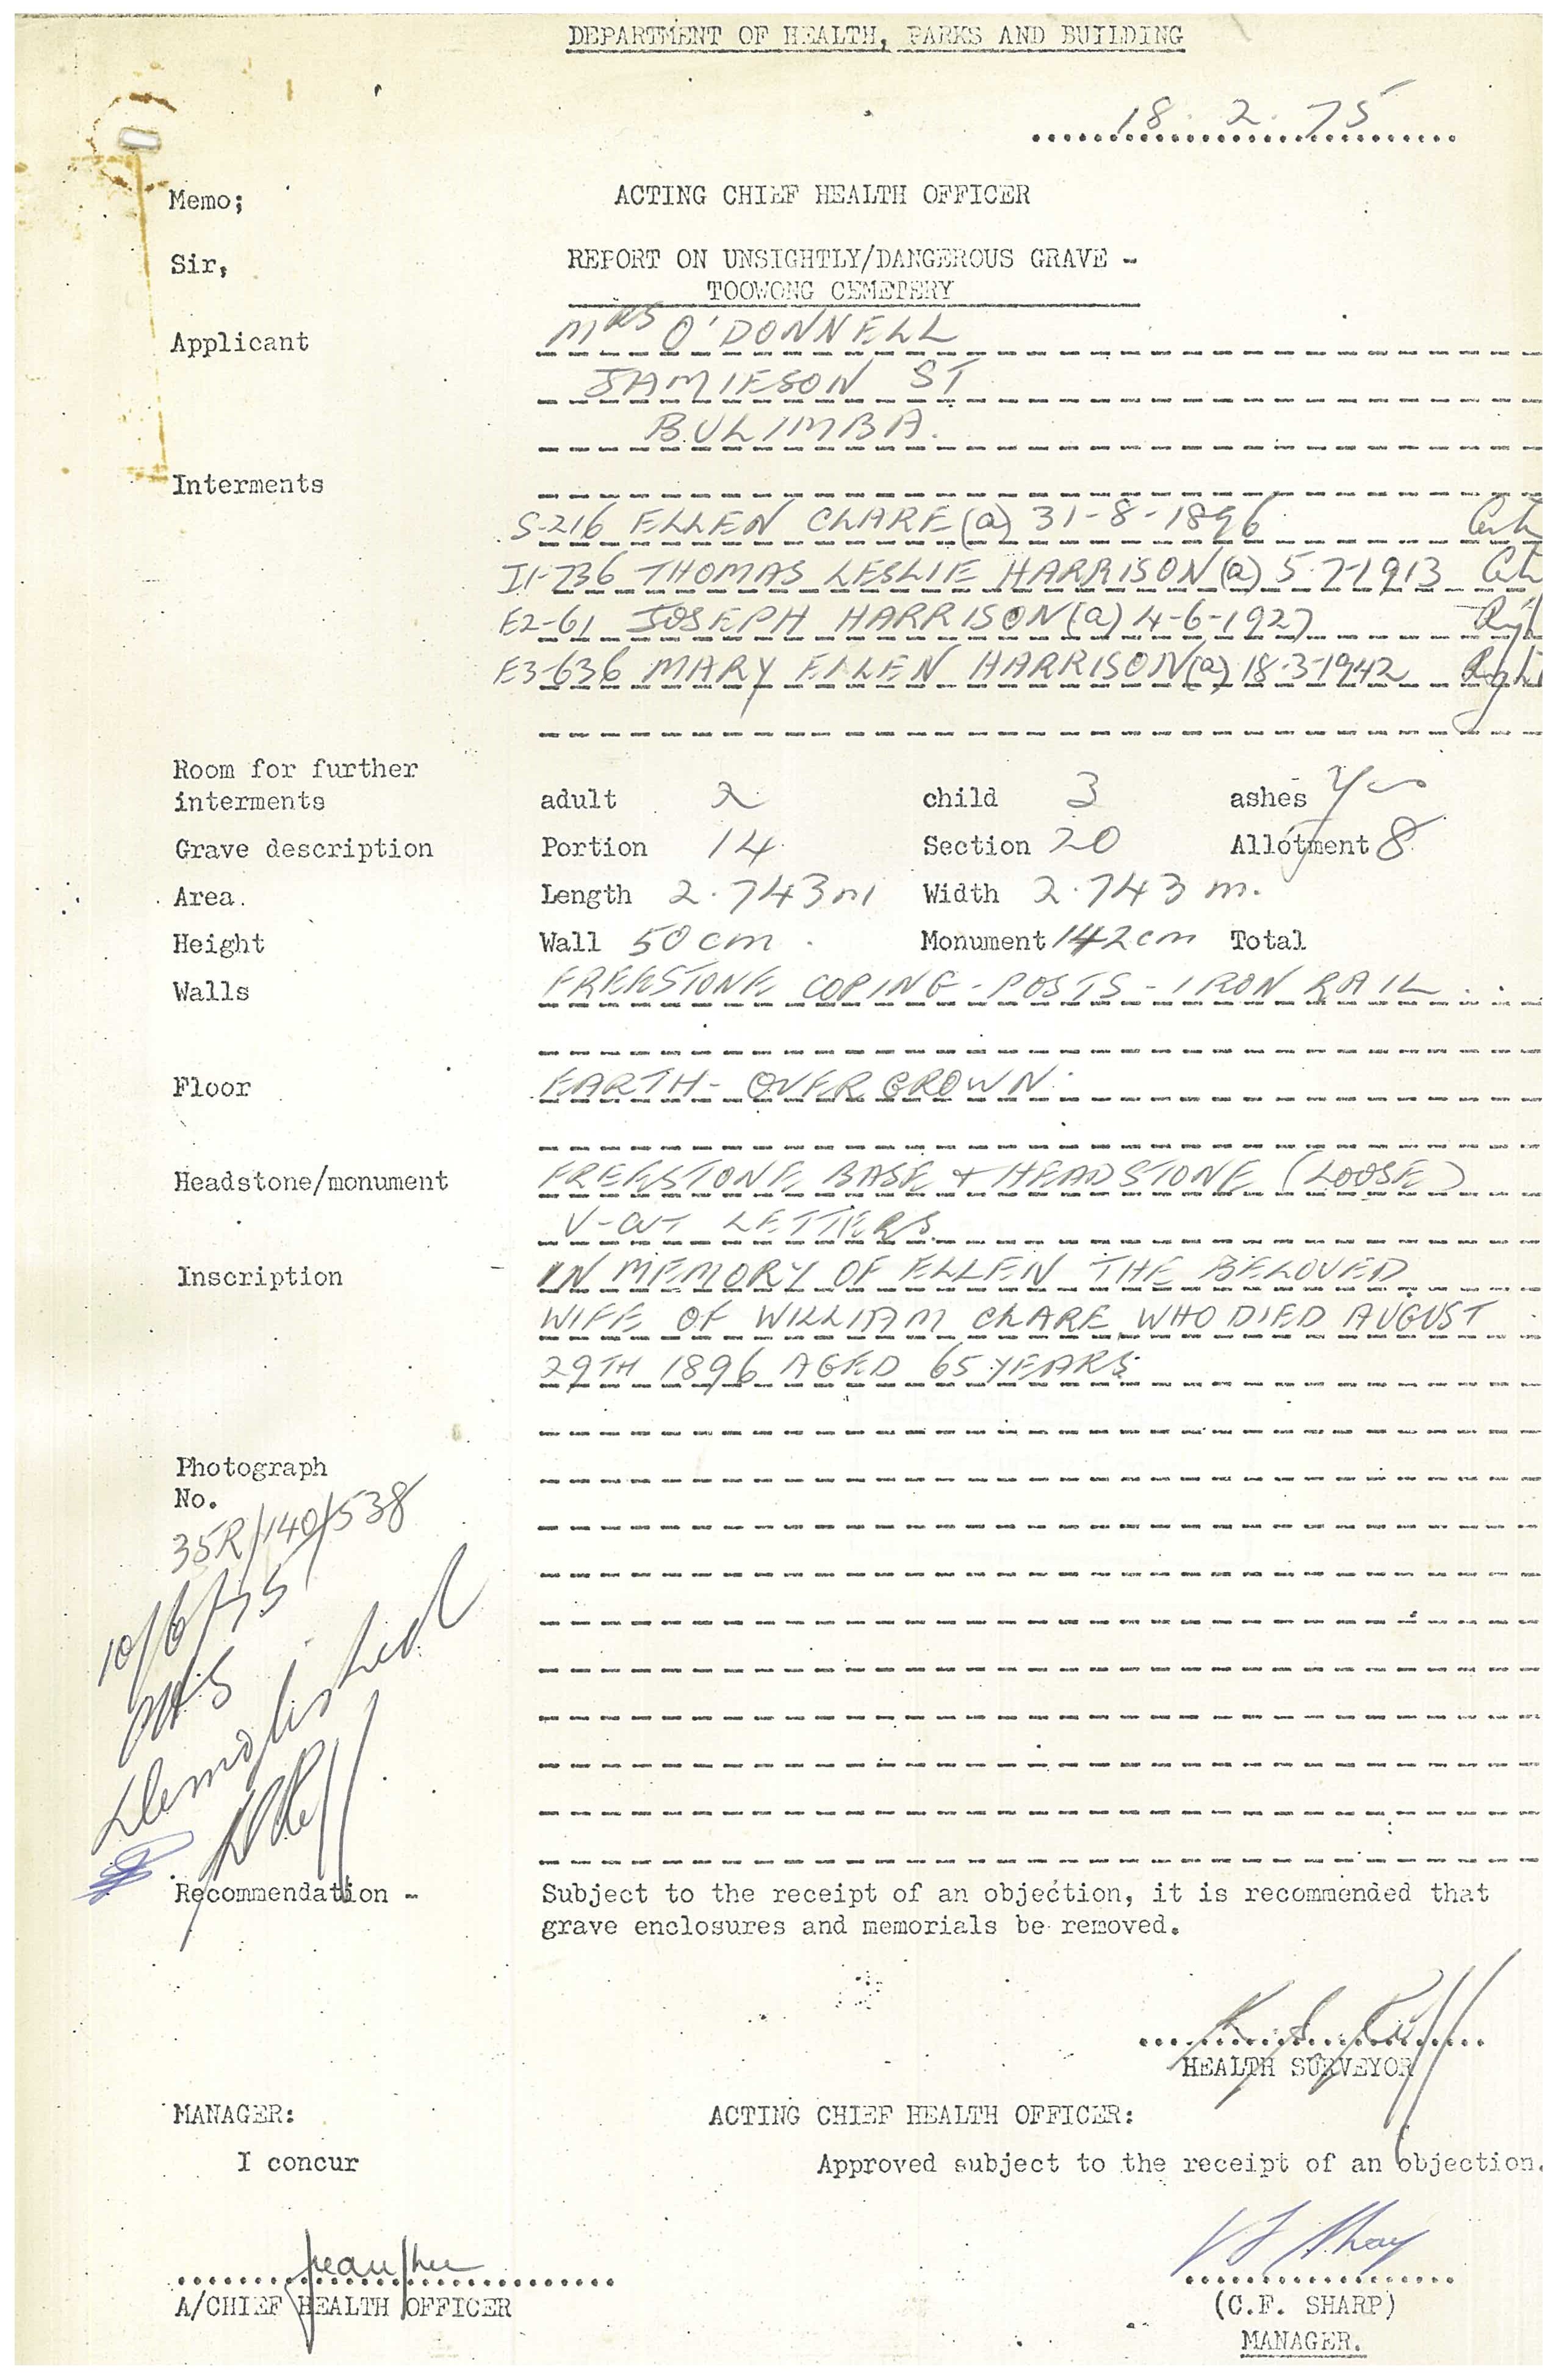 DEPARTMENT OF HEALTH, PARKS AND BUILDING
18. 2. 75
Memo; ACTING CHIEF HEALTH OFFICER
Sir, REPORT ON UNSIGHTLY/DANGEROUS GRAVE -
TOOWONG CEMETERY
Applicant MRS O'DONNELL
JAMIESON ST
BULIMBA.
Interments
S-216 ELLEN CLARE (a) 31-8-1896
I1-736 THOMAS LESLIE HARRISON (a) 5-7-1913
E2-61 JOSEPH HARRISON (a) 4-6-1927
E3-636 MARY ELLEN HARRISON (a) 18-3-1942 Right
Room for further
interments adult 2 child 3 ashes Yes
Grave description Portion 14 Section 20 Allotment 8
Area. Length 2.743m Width 2.743 m.
Height Wall 50 cm. Monument 142 cm Total
Walls FREESTONE COPING - POSTS - IRON RAIL
Floor EARTH - OVERGROWN
Headstone/monument FREESTONE BASE + HEADSTONE (LOOSE)
V-CUT LETTERS
Inscription IN MEMORY OF ELLEN THE BELOVED
WIFE OF WILLIAM CLARE WHO DIED AUGUST
29TH 1896 AGED 65 YEARS
Photograph
No.
35R/140/538
10/6/75
Demolished
Recommendation - Subject to the receipt of an objection, it is recommended that
grave enclosures and memorials be removed.
HEALTH SURVEYOR
MANAGER: ACTING CHIEF HEALTH OFFICER:
I concur Approved subject to the receipt of an objection.
A/CHIEF HEALTH OFFICER (C.F. SHARP)
MANAGER.